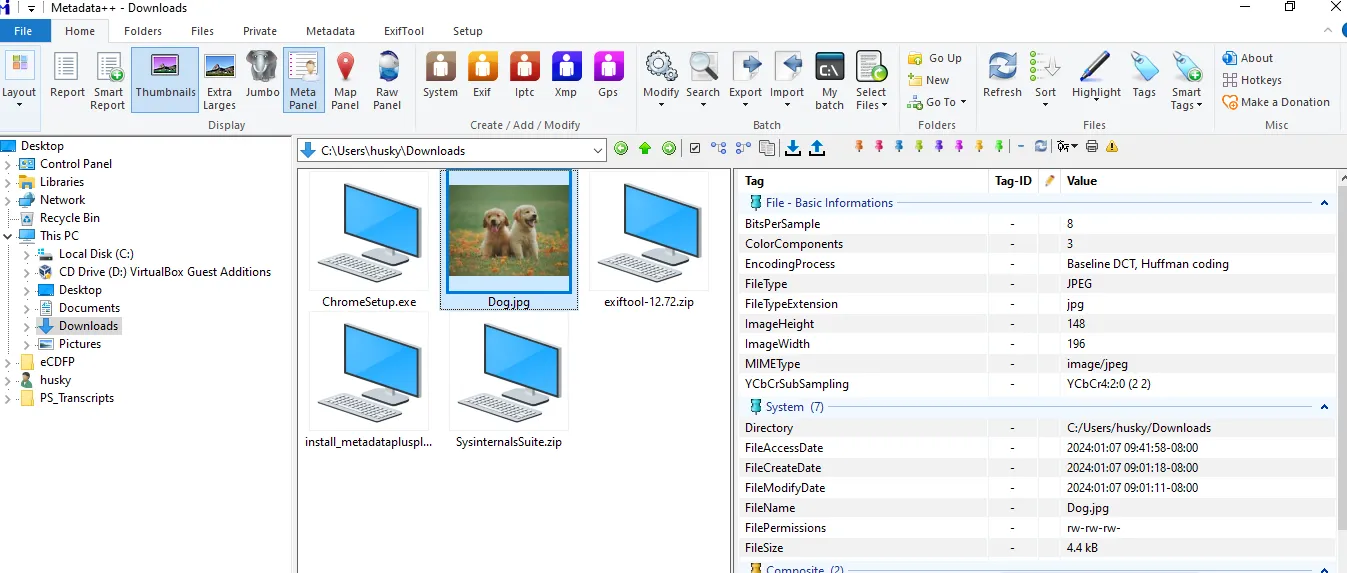 Metadata++ - Downloads
File Home Folders Files Private Metadata ExifTool Setup
Layout Report Smart Report Thumbnails Extra Larges Jumbo Meta Panel Map Panel Raw Panel
Display
System Exif Iptc Xmp Gps
Create / Add / Modify
Modify Search Export Import My batch Select Files
C:\
Batch
Go Up
New
Go To
Folders
Refresh Sort Highlight Tags Smart Tags
Files
About
Hotkeys
Make a Donation
Misc
Desktop
Control Panel
Libraries
Network
Recycle Bin
This PC
Local Disk (C:)
CD Drive (D:) VirtualBox Guest Additions
Desktop
Documents
Downloads
Pictures
eCDFP
husky
PS_Transcripts
C:\Users\husky\Downloads
ChromeSetup.exe Dog.jpg exiftool-12.72.zip
install_metadatapluspl... SysinternalsSuite.zip
Tag Tag-ID Value
File - Basic Informations
BitsPerSample - 8
ColorComponents - 3
EncodingProcess - Baseline DCT, Huffman coding
FileType - JPEG
FileTypeExtension - jpg
ImageHeight - 148
ImageWidth - 196
MIMEType - image/jpeg
YCbCrSubSampling - YCbCr4:2:0 (2 2)
System (7)
Directory - C:/Users/husky/Downloads
FileAccessDate - 2024:01:07 09:41:58-08:00
FileCreateDate - 2024:01:07 09:01:18-08:00
FileModifyDate - 2024:01:07 09:01:11-08:00
FileName - Dog.jpg
FilePermissions - rw-rw-rw-
FileSize - 4.4 kB
Composite (2)